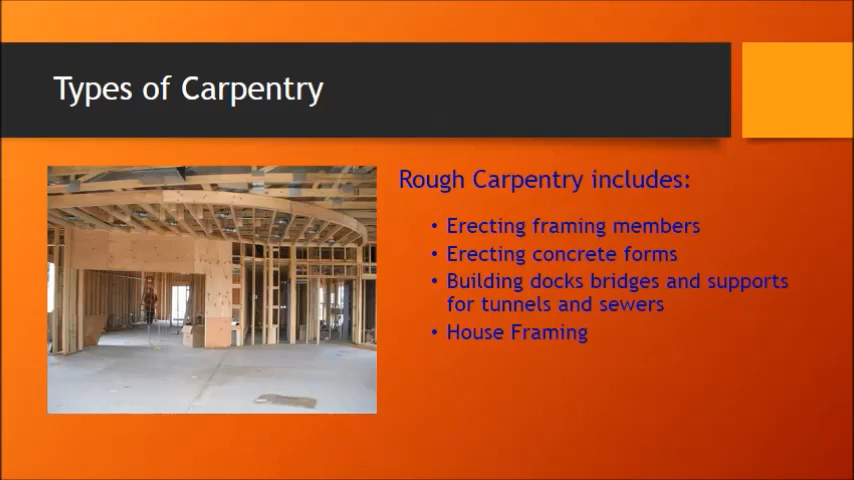 Types of Carpentry
Rough Carpentry includes:
• Erecting framing members
• Erecting concrete forms
• Building docks bridges and supports
for tunnels and sewers
• House Framing